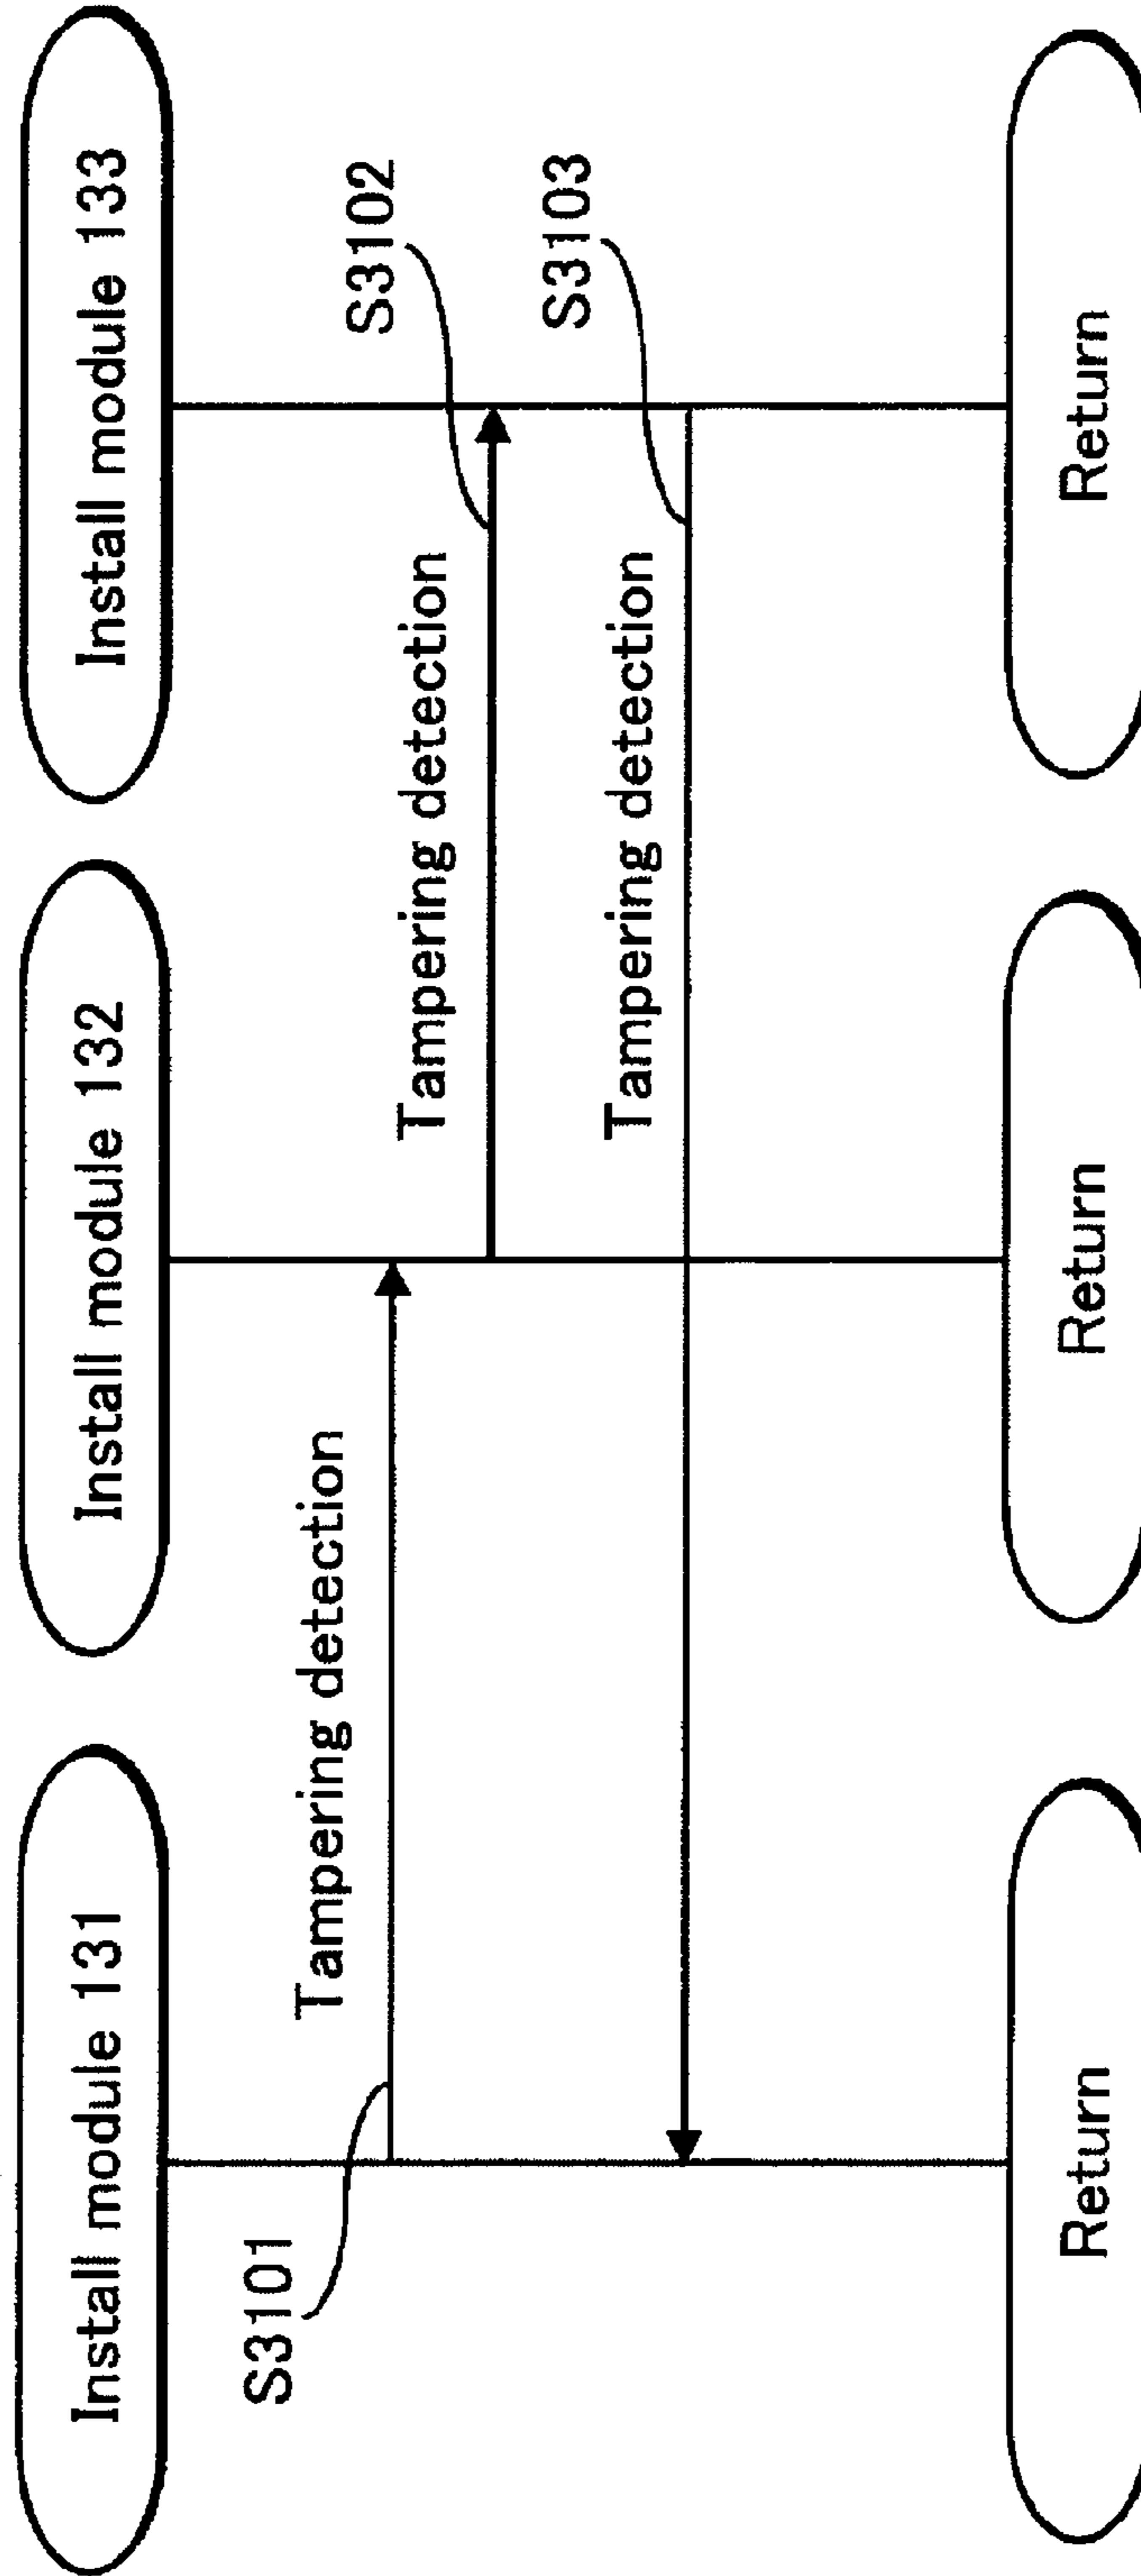 Install module 131
Install module 132
Install module 133
S3101
Tampering detection
S3102
Tampering detection
S3103
Tampering detection
Return
Return
Return